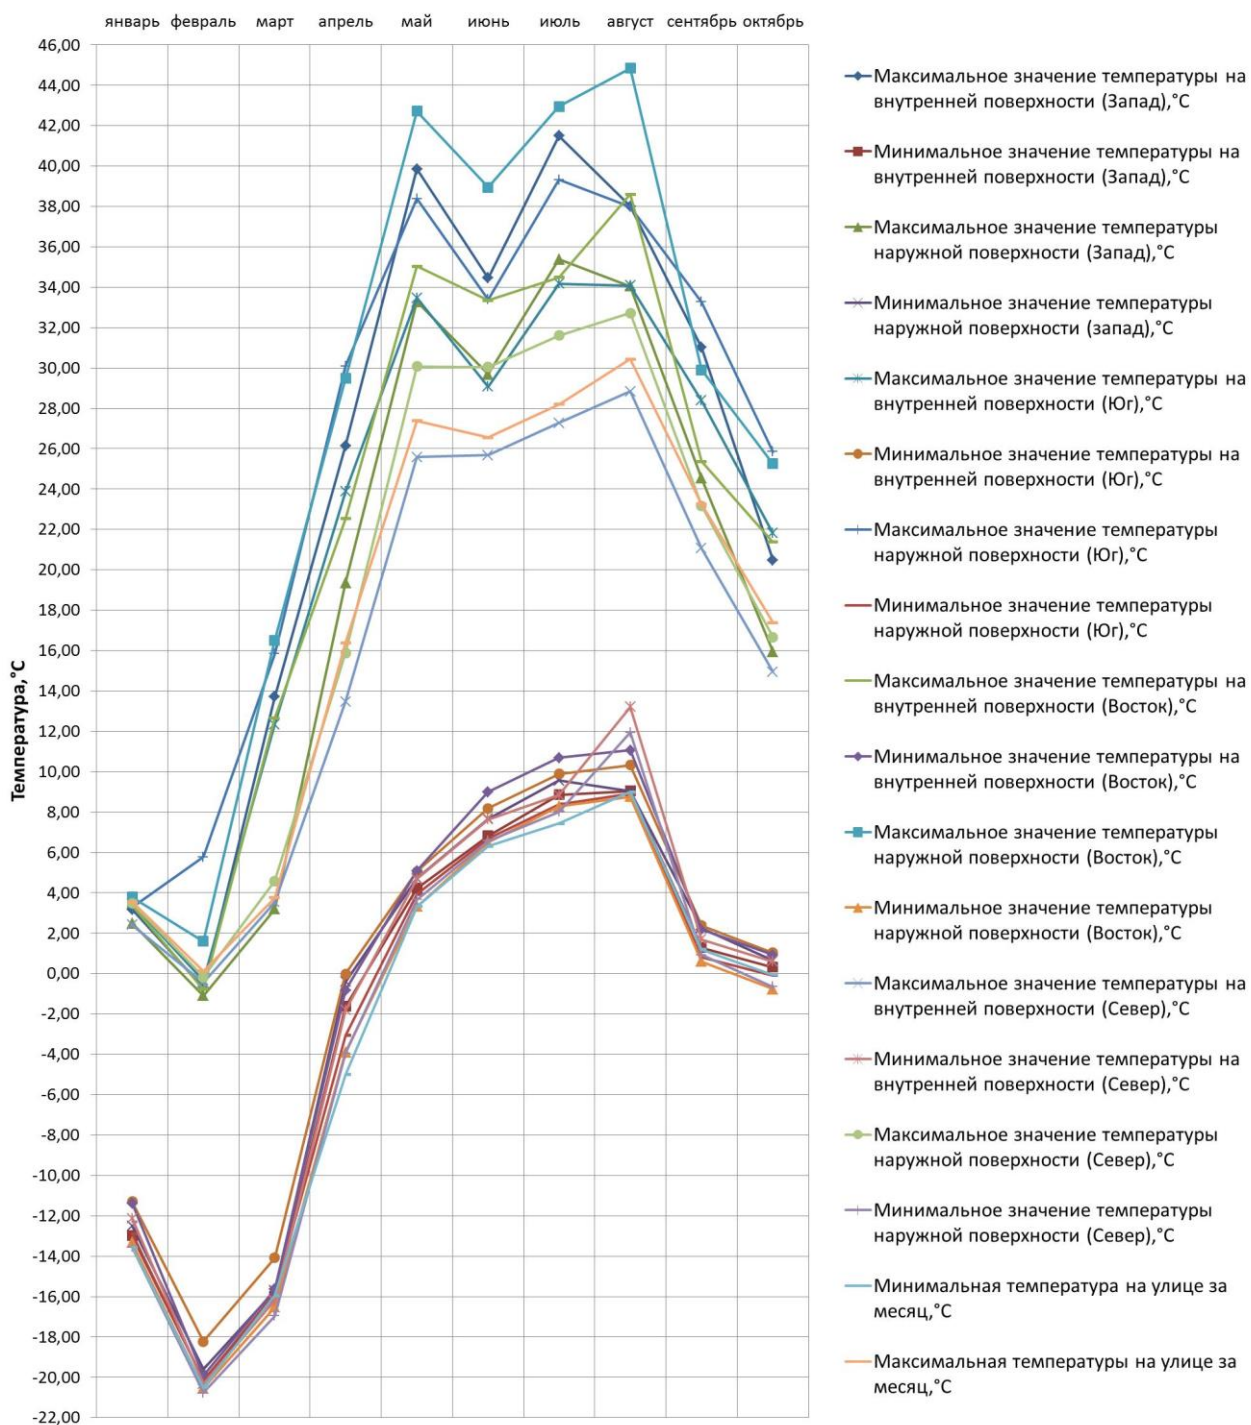 январь февраль март апрель май июнь июль август сентябрь октябрь
46,00
44,00
42,00
40,00
38,00
36,00
34,00
32,00
30,00
28,00
26,00
24,00
22,00
20,00
18,00
16,00
14,00
12,00
10,00
8,00
6,00
4,00
2,00
0,00
-2,00
-4,00
-6,00
-8,00
-10,00
-12,00
-14,00
-16,00
-18,00
-20,00
-22,00
Температура,°С
Максимальное значение температуры на
внутренней поверхности (Запад),°С
Минимальное значение температуры на
внутренней поверхности (Запад),°С
Максимальное значение температуры
наружной поверхности (Запад),°С
Минимальное значение температуры
наружной поверхности (запад),°С
Максимальное значение температуры на
внутренней поверхности (Юг),°С
Минимальное значение температуры на
внутренней поверхности (Юг),°С
Максимальное значение температуры
наружной поверхности (Юг),°С
Минимальное значение температуры
наружной поверхности (Юг),°С
Максимальное значение температуры на
внутренней поверхности (Восток),°С
Минимальное значение температуры на
внутренней поверхности (Восток),°С
Максимальное значение температуры
наружной поверхности (Восток),°С
Минимальное значение температуры
наружной поверхности (Восток),°С
Максимальное значение температуры на
внутренней поверхности (Север),°С
Минимальное значение температуры на
внутренней поверхности (Север),°С
Максимальное значение температуры
наружной поверхности (Север),°С
Минимальное значение температуры
наружной поверхности (Север),°С
Минимальная температура на улице за
месяц,°С
Максимальная температуры на улице за
месяц,°С